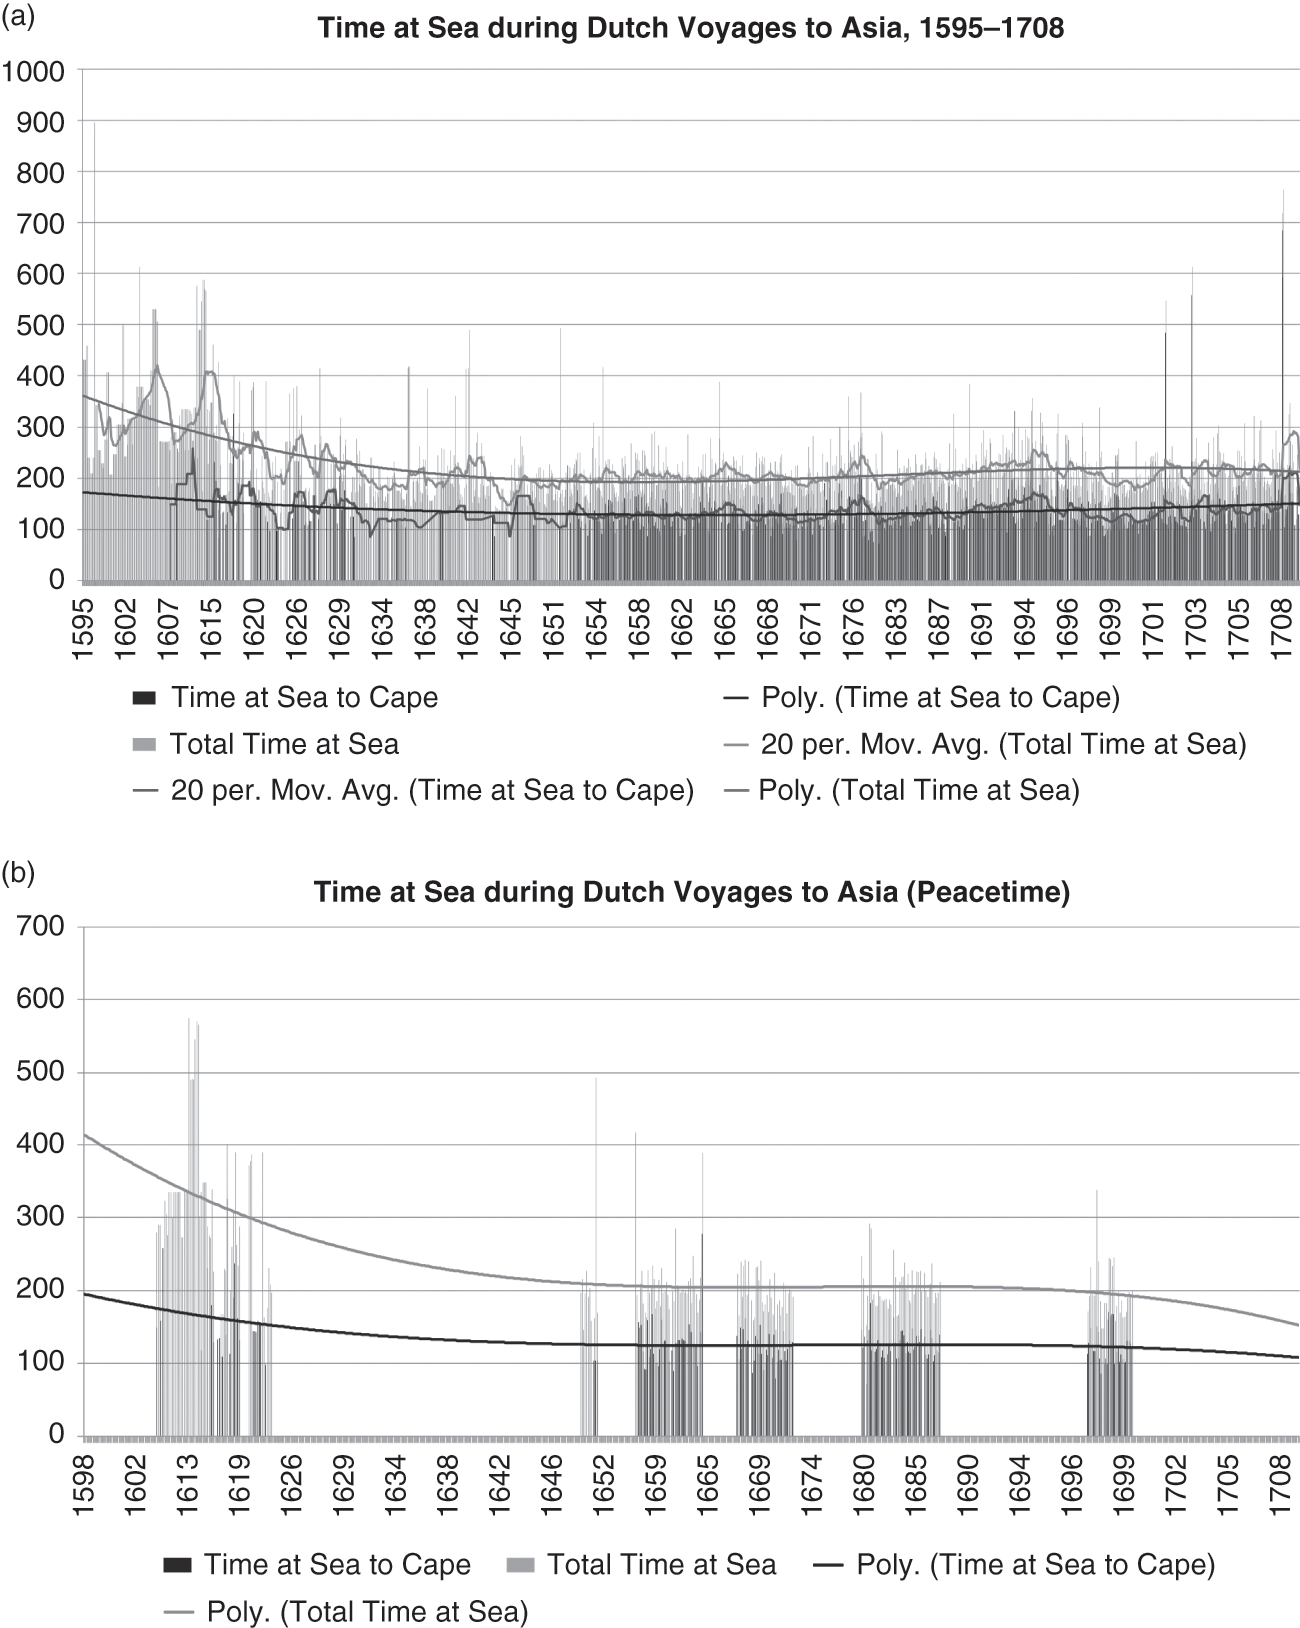 (a)
Time at Sea during Dutch Voyages to Asia, 1595–1708
1000
900
800
700
600
500
400
300
200
100
0
1595 1602 1607 1615 1620 1626 1629 1634 1638 1642 1645 1651 1654 1658 1662 1665 1668 1671 1676 1683 1687 1691 1694 1696 1699 1701 1703 1705 1708
Time at Sea to Cape
Poly. (Time at Sea to Cape)
Total Time at Sea
20 per. Mov. Avg. (Total Time at Sea)
20 per. Mov. Avg. (Time at Sea to Cape)
Poly. (Total Time at Sea)
(b)
Time at Sea during Dutch Voyages to Asia (Peacetime)
700
600
500
400
300
200
100
0
1598 1602 1613 1619 1626 1629 1634 1638 1642 1646 1652 1659 1665 1669 1674 1680 1685 1690 1694 1696 1699 1702 1705 1708
Time at Sea to Cape
Total Time at Sea
Poly. (Time at Sea to Cape)
Poly. (Total Time at Sea)